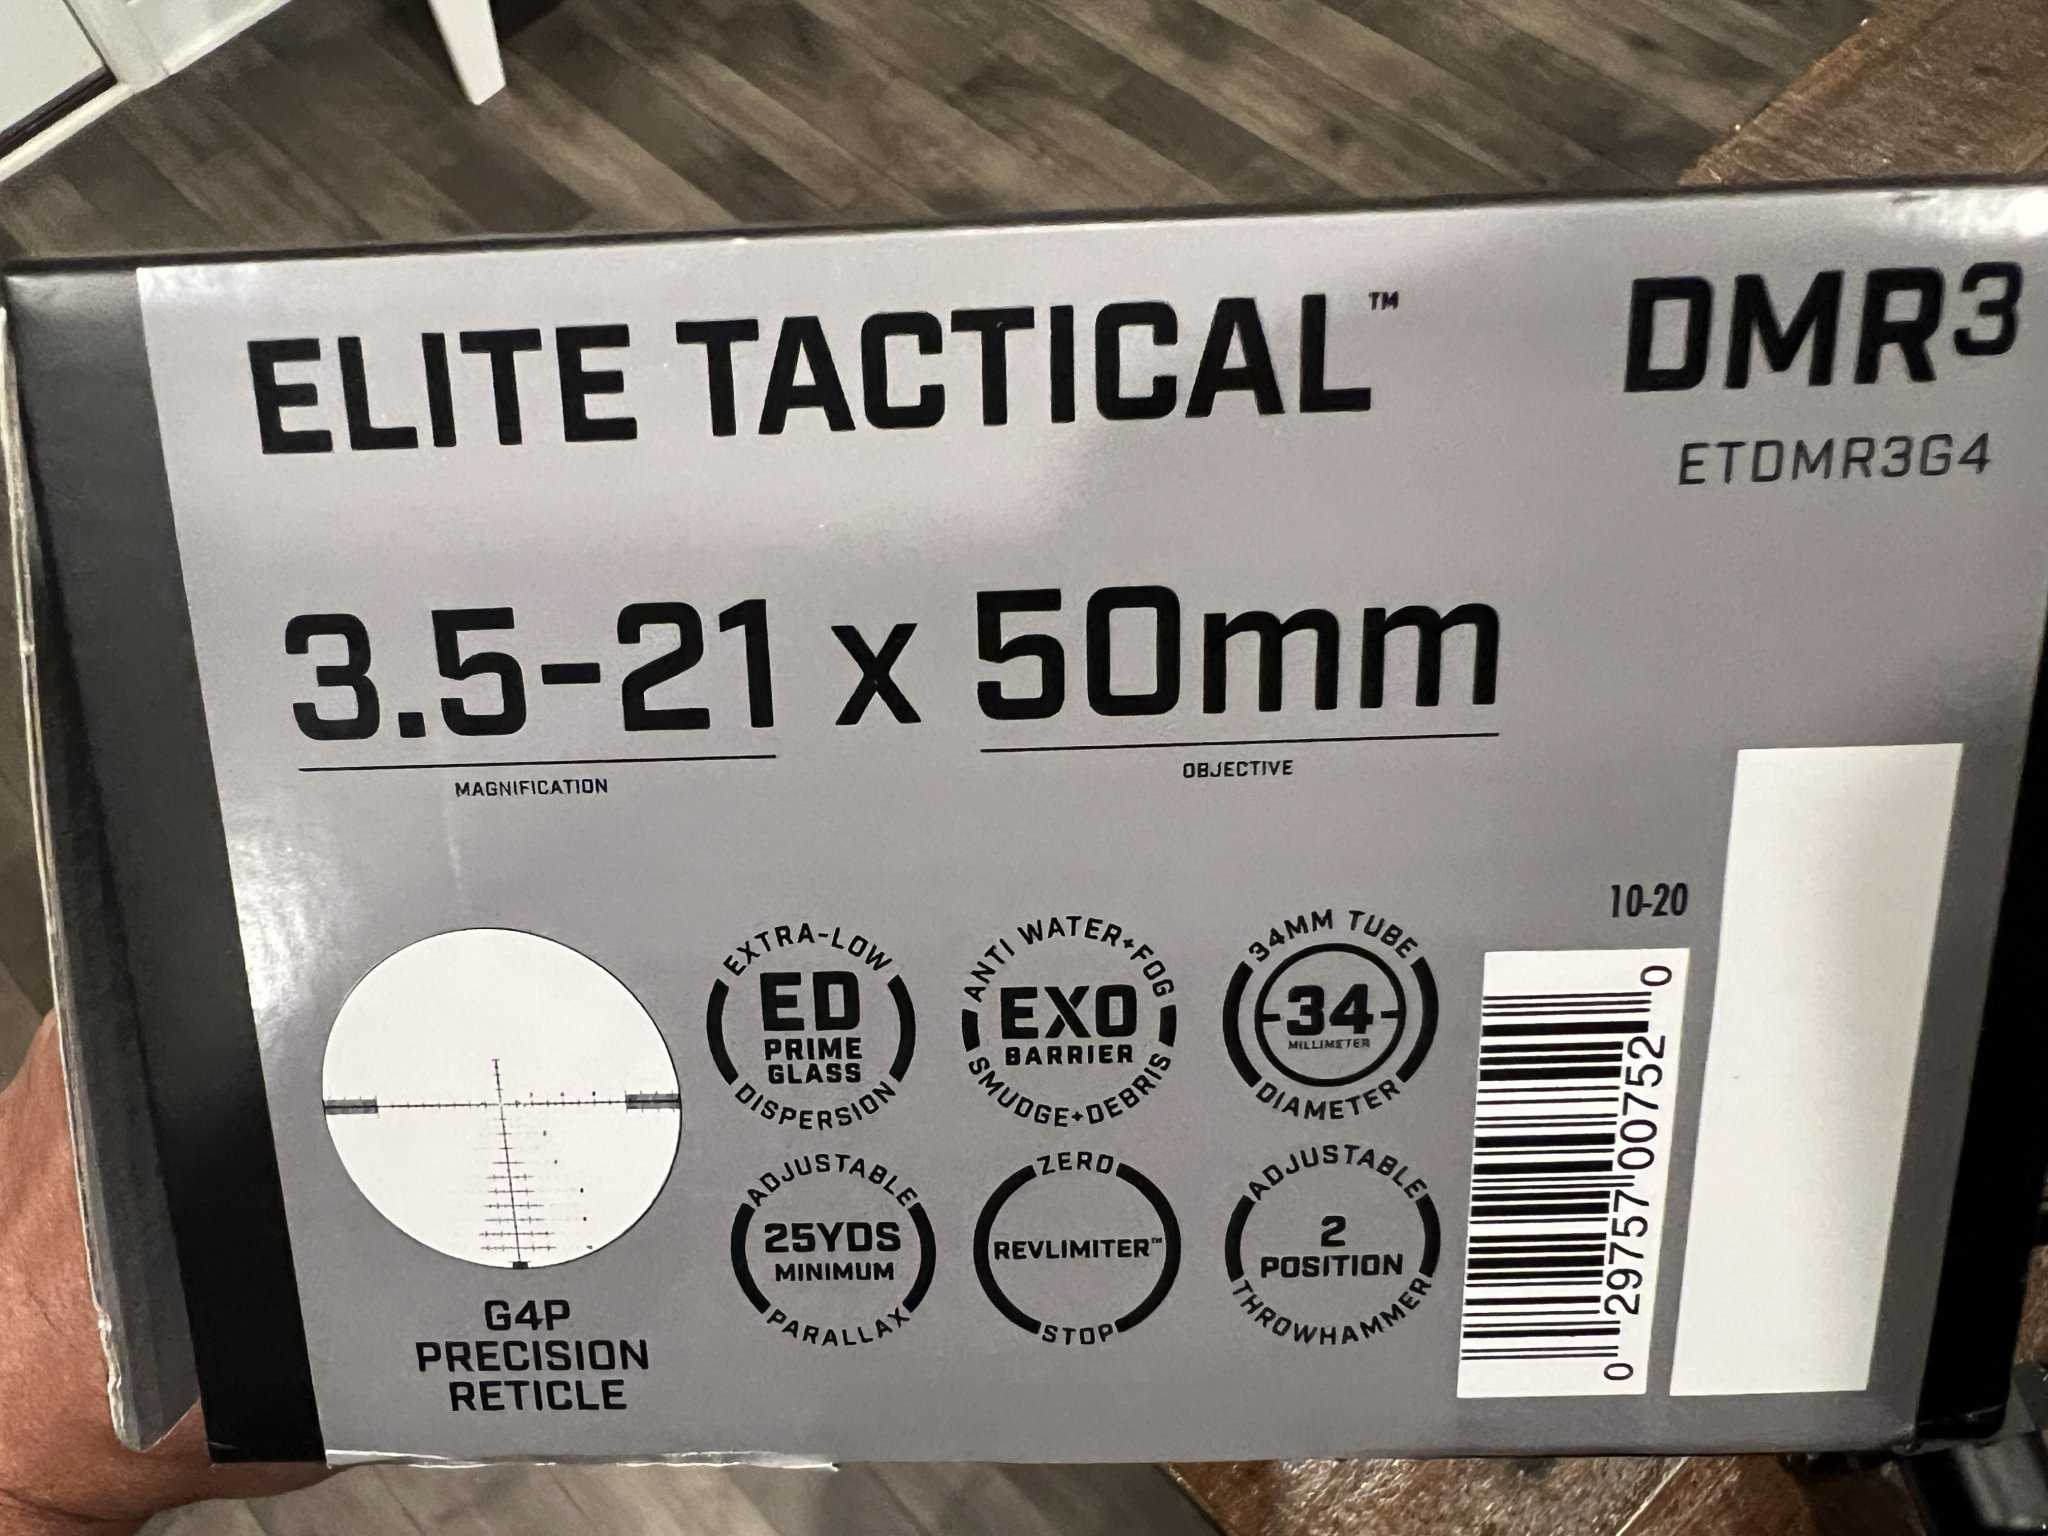 ELITE TACTICAL™
DMR3
ETDMR3G4
3.5-21 x 50mm
MAGNIFICATION
OBJECTIVE
10-20
EXTRA-LOW
ED
PRIME
GLASS
DISPERSION
ANTI WATER+FOG
EXO
BARRIER
SMUDGE+DEBRIS
34MM TUBE
34
MILLIMETER
DIAMETER
ADJUSTABLE
25YDS
MINIMUM
PARALLAX
ZERO
REVLIMITER™
STOP
ADJUSTABLE
2
POSITION
THROWHAMMER
G4P
PRECISION
RETICLE
0 29757 00752 0